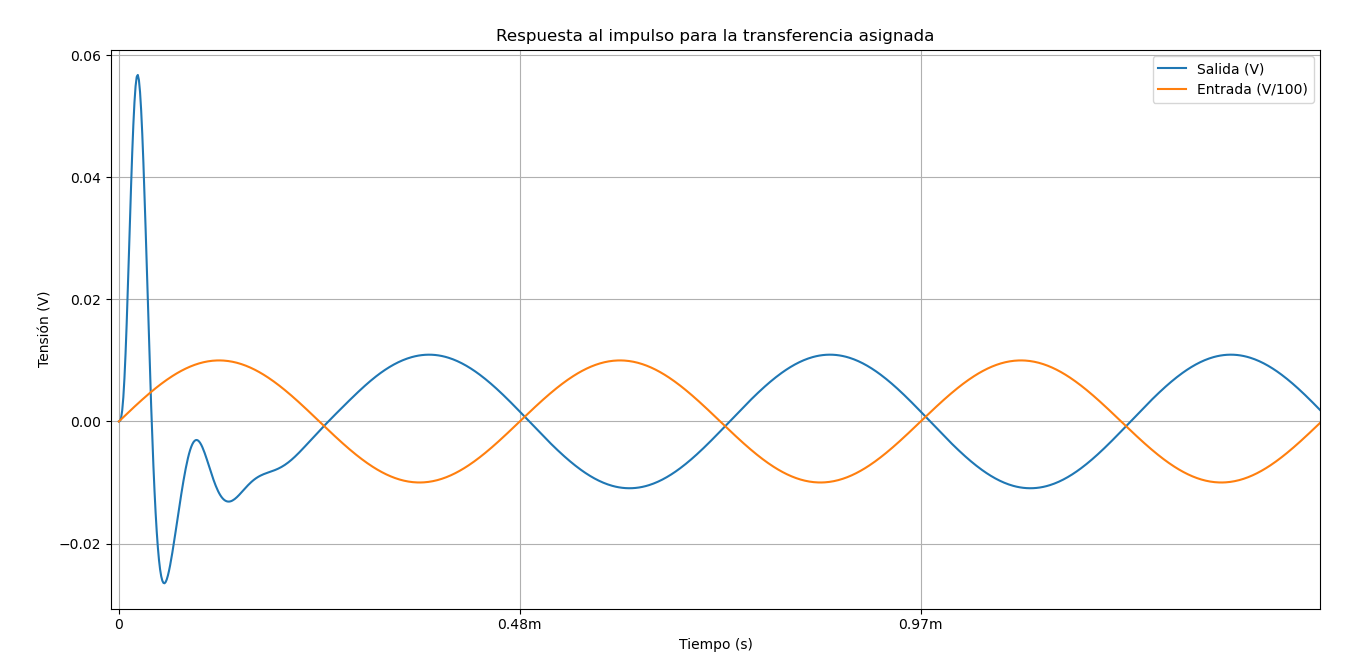 Respuesta al impulso para la transferencia asignada
Salida (V)
Entrada (V/100)
0.06
0.04
0.02
0.00
−0.02
Tensión (V)
0
0.48m
0.97m
Tiempo (s)